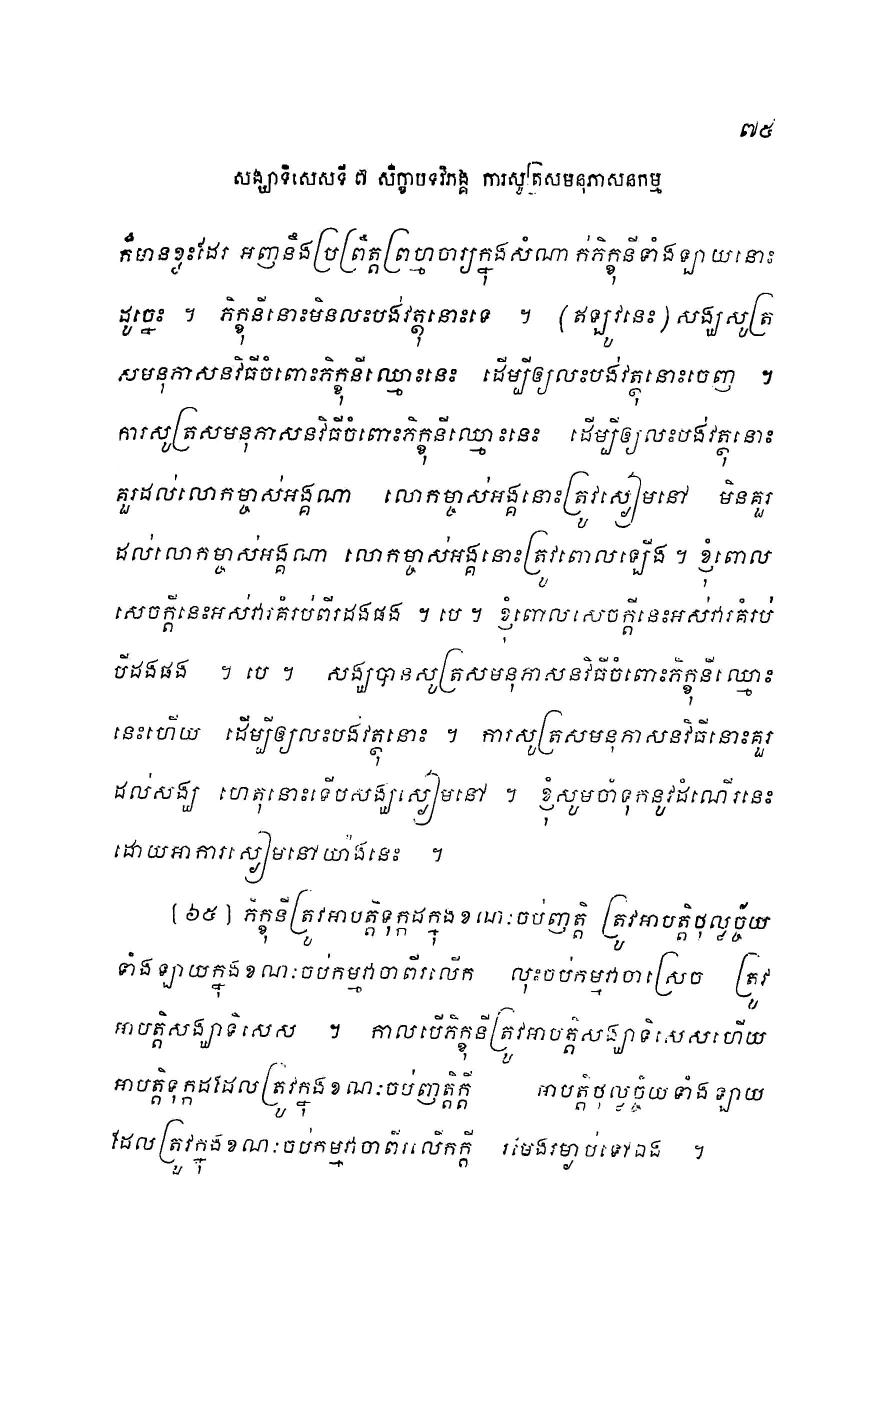 ៧៥
សង្ឃាទិសេសទី ៧ សិក្ខាបទវិភង្គ ការសូត្រសមនុភាសនកម្ម
ក៏មានខ្លះដែរ អញនឹងប្រព្រឹត្តព្រហ្មចារ្យក្នុងសំណាក់ភិក្ខុនីទាំងឡាយនោះ
ដូច្នេះ ។ ភិក្ខុនីនោះមិនលះបង់វត្ថុនោះទេ ។ (ឥឡូវនេះ) សង្ឃសូត្រ
សមនុភាសនវិធីចំពោះភិក្ខុនីឈ្មោះនេះ ដើម្បីឲ្យលះបង់វត្ថុនោះចេញ ។
ការសូត្រសមនុភាសនវិធីចំពោះភិក្ខុនីឈ្មោះនេះ ដើម្បីឲ្យលះបង់វត្ថុនោះ
គួរដល់លោកម្ចាស់អង្គណា លោកម្ចាស់អង្គនោះត្រូវស្ងៀមនៅ មិនគួរ
ដល់លោកម្ចាស់អង្គណា លោកម្ចាស់អង្គនោះត្រូវពោលឡើង ។ ខ្ញុំពោល
សេចក្តីនេះអស់វារគំរប់ពីរដងផង ។ បេ ។ ខ្ញុំពោលសេចក្តីនេះអស់វារគំរប់
បីដងផង ។ បេ ។ សង្ឃបានសូត្រសមនុភាសនវិធីចំពោះភិក្ខុនីឈ្មោះ
នេះហើយ ដើម្បីឲ្យលះបង់វត្ថុនោះ ។ ការសូត្រសមនុភាសនវិធីនោះគួរ
ដល់សង្ឃ ហេតុនោះទើបសង្ឃស្ងៀមនៅ ។ ខ្ញុំសូមចាំទុកនូវដំណើរនេះ
ដោយអាការស្ងៀមនៅយ៉ាងនេះ ។
(៦៥) ភិក្ខុនីត្រូវអាបត្តិទុក្កដក្នុងខណៈចប់ញត្តិ ត្រូវអាបត្តិថុល្លច្ច័យ
ទាំងឡាយក្នុងខណៈចប់កម្មវាចាពីរលើក លុះចប់កម្មវាចាស្រេច ត្រូវ
អាបត្តិសង្ឃាទិសេស ។ កាលបើភិក្ខុនីត្រូវអាបត្តិសង្ឃាទិសេសហើយ
អាបត្តិទុក្កដដែលត្រូវក្នុងខណៈចប់ញត្តិក្តី អាបត្តិថុល្លច្ច័យទាំងឡាយ
ដែលត្រូវក្នុងខណៈចប់កម្មវាចាពីរលើកក្តី រមែងរម្ងាប់ទៅឯង ។